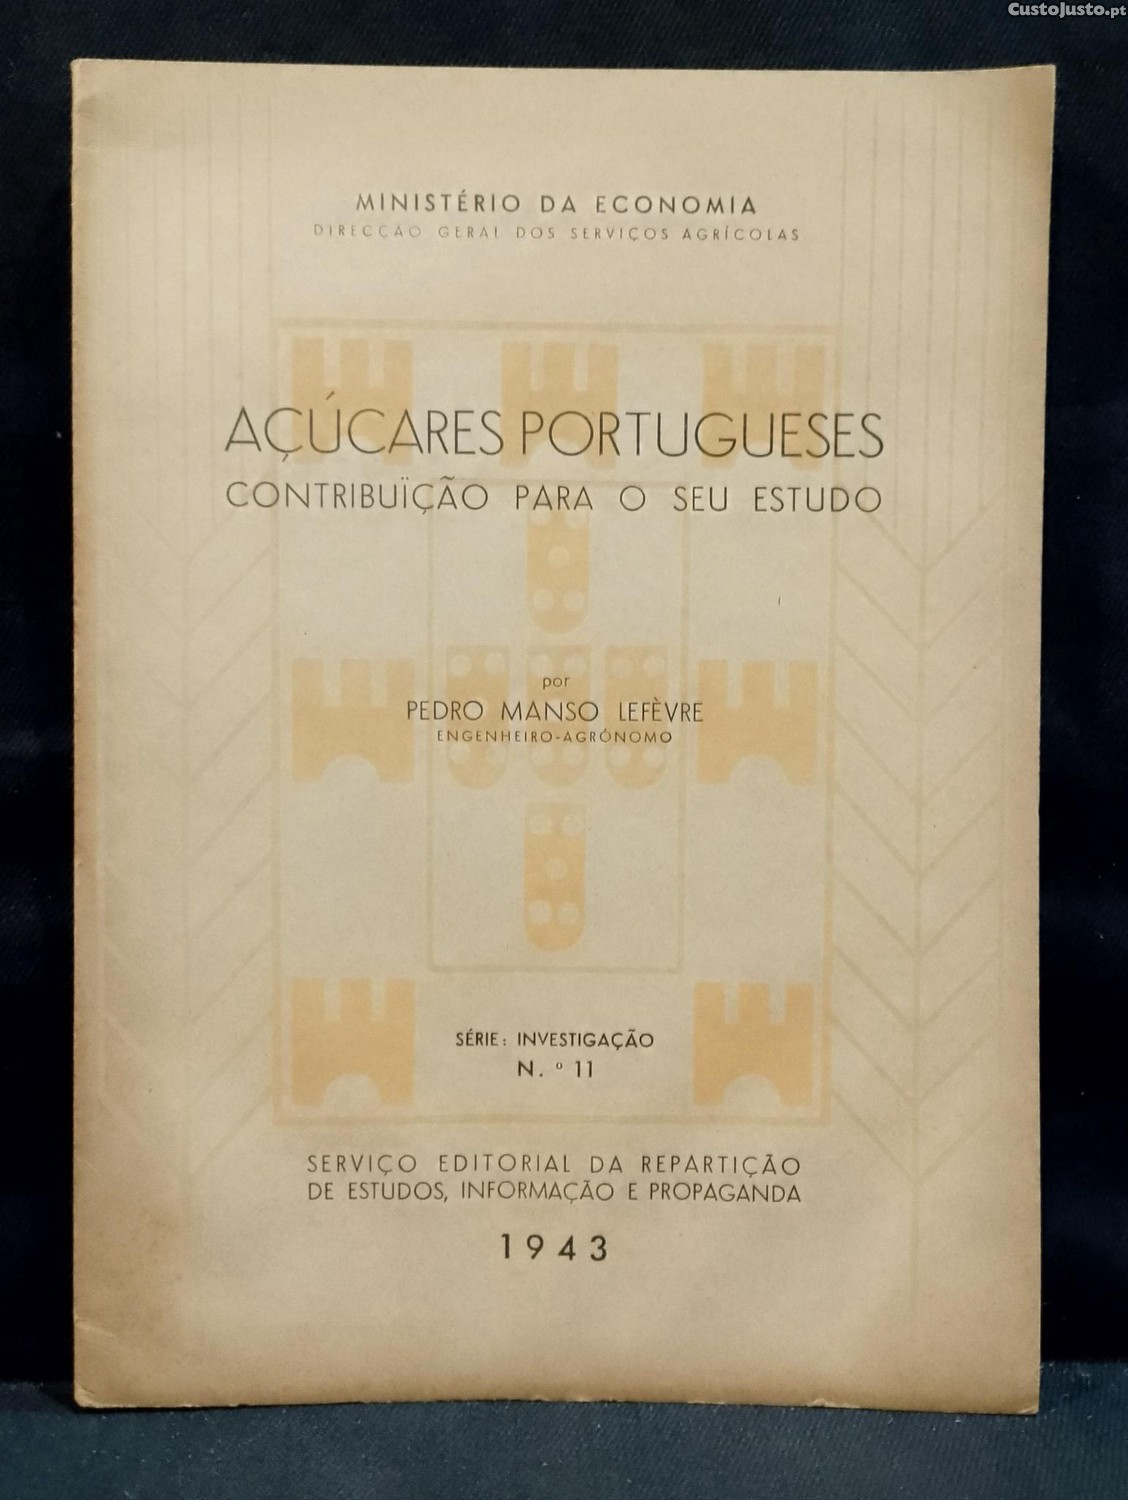 CustoJusto.pt
MINISTÉRIO DA ECONOMIA
DIRECÇÃO GERAL DOS SERVIÇOS AGRÍCOLAS
AÇÚCARES PORTUGUESES
CONTRIBUÏÇÃO PARA O SEU ESTUDO
por
PEDRO MANSO LEFÈVRE
ENGENHEIRO-AGRÓNOMO
SÉRIE: INVESTIGAÇÃO
N.º 11
SERVIÇO EDITORIAL DA REPARTIÇÃO
DE ESTUDOS, INFORMAÇÃO E PROPAGANDA
1943